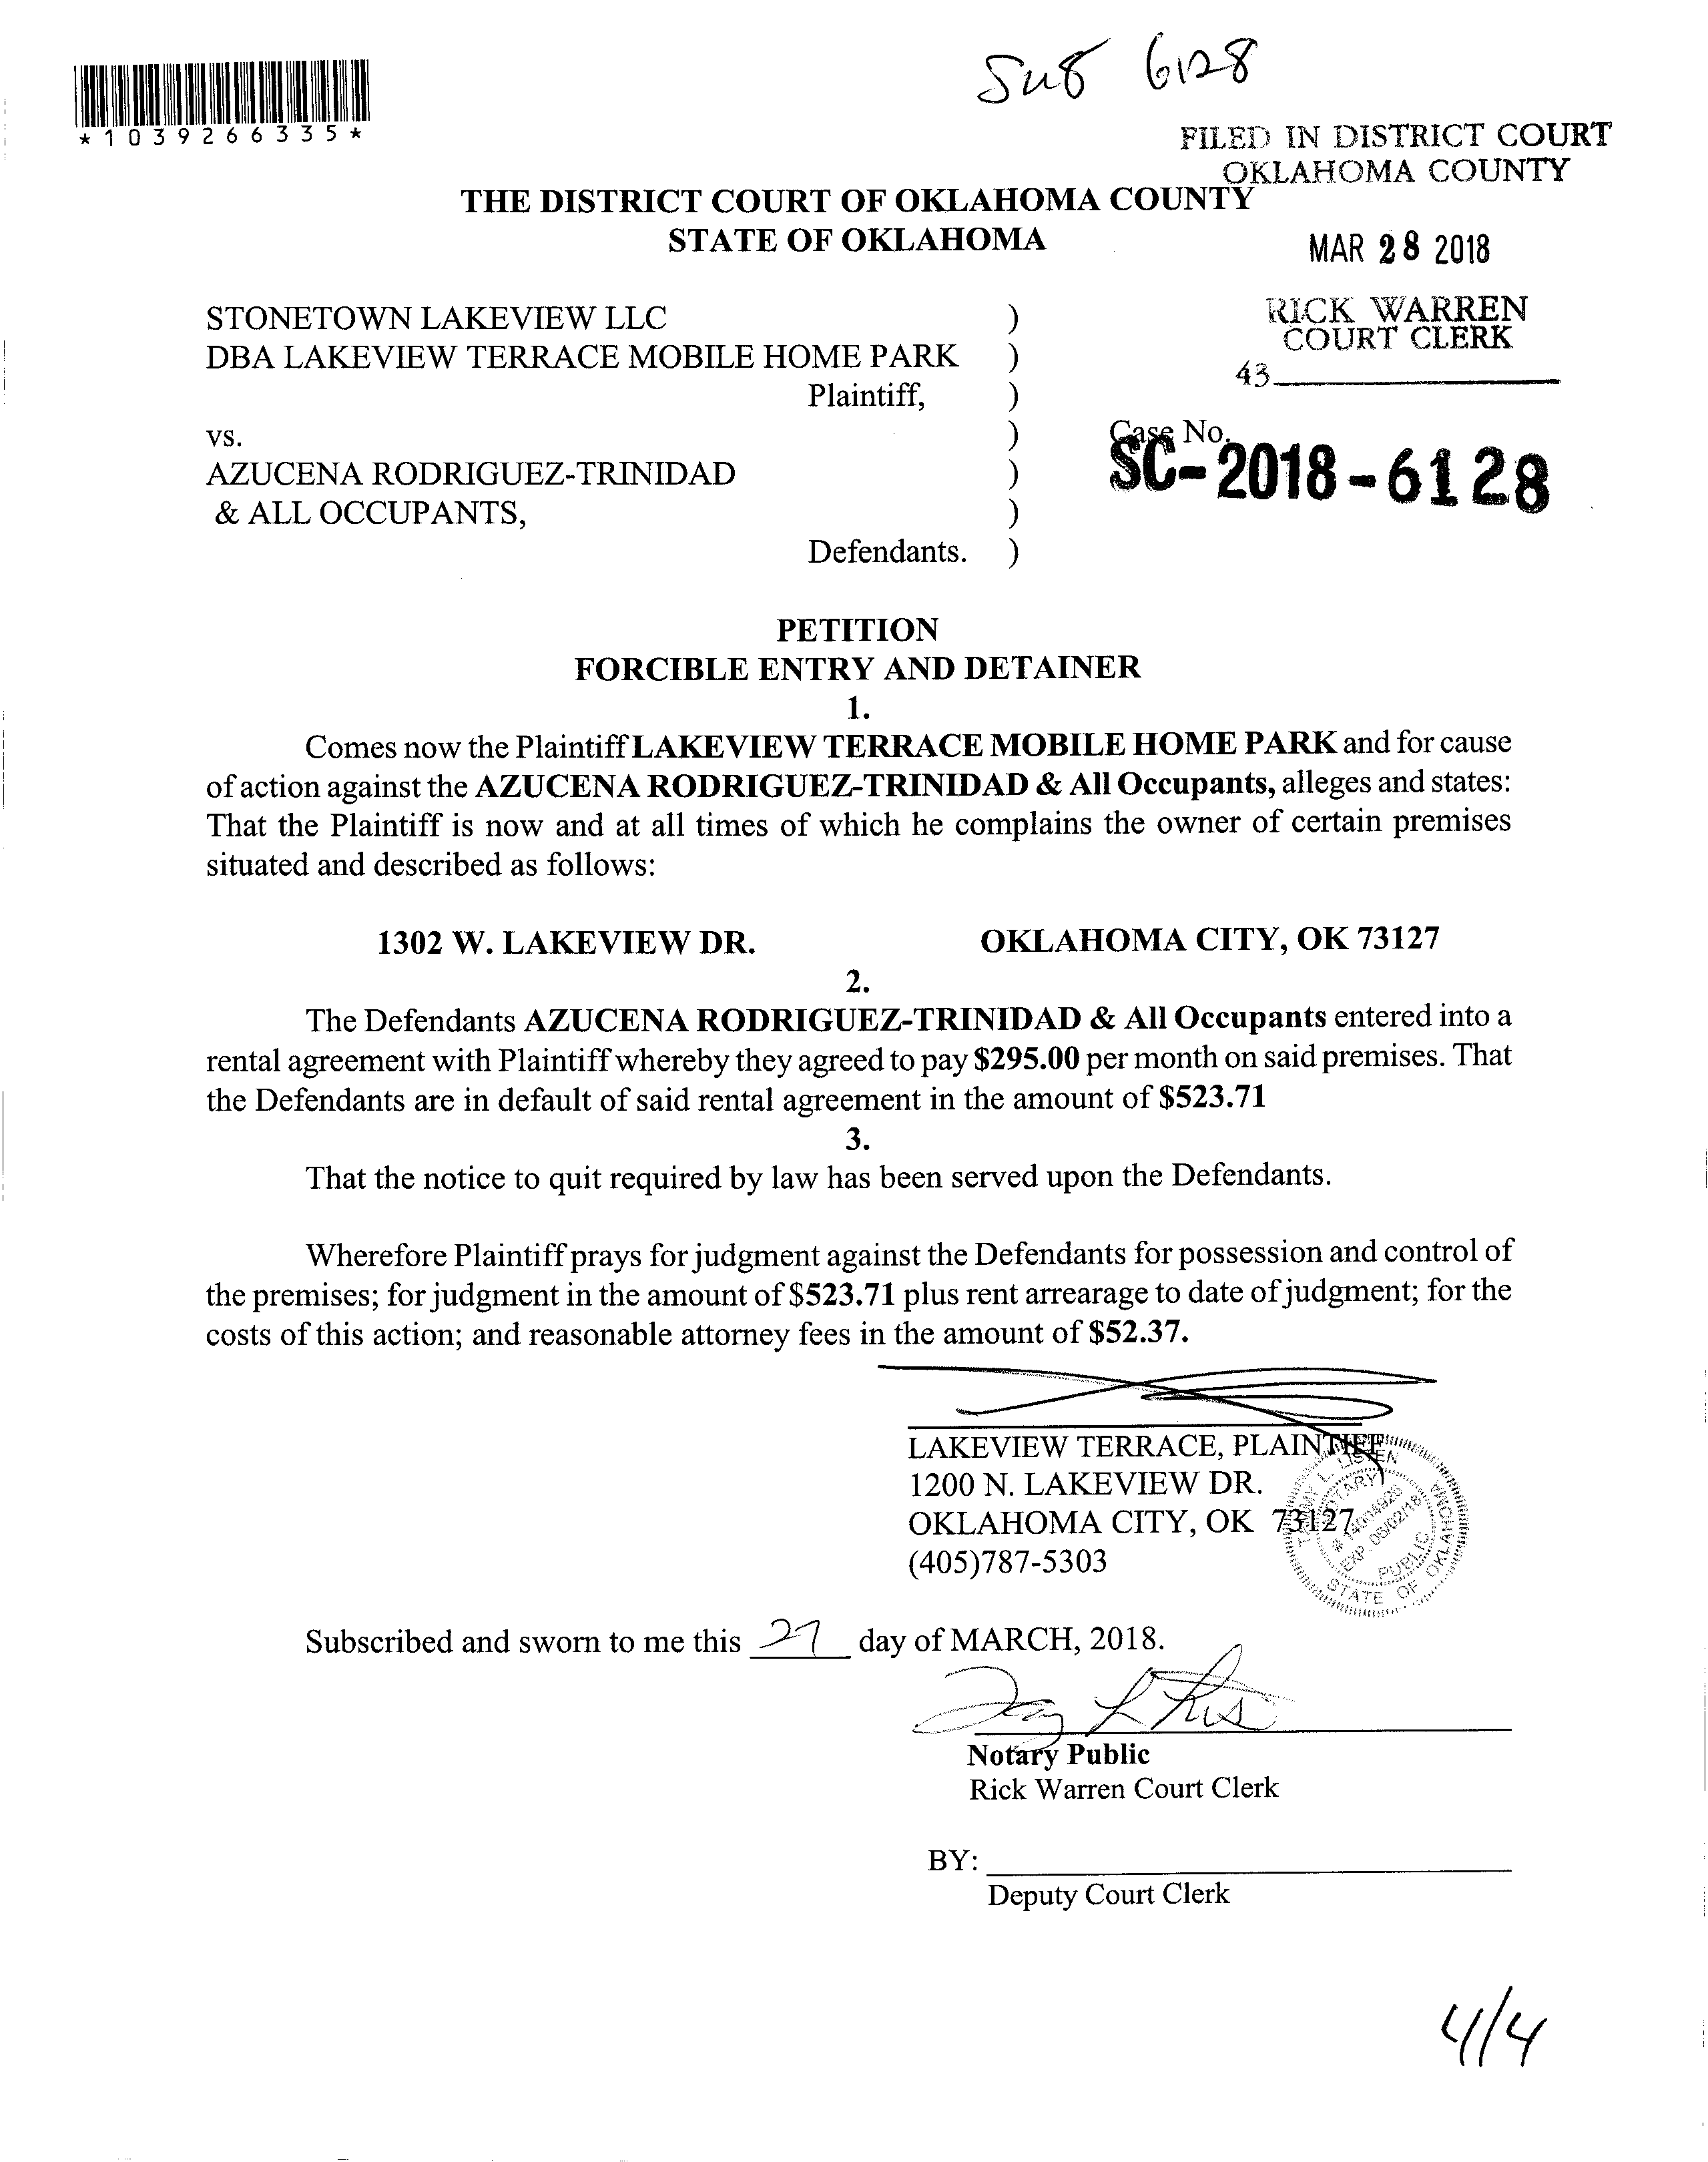 Su8 6128
*1039266335*
FILED IN DISTRICT COURT
OKLAHOMA COUNTY
THE DISTRICT COURT OF OKLAHOMA COUNTY
STATE OF OKLAHOMA
MAR 28 2018
STONETOWN LAKEVIEW LLC )
DBA LAKEVIEW TERRACE MOBILE HOME PARK )
Plaintiff, )
RICK WARREN
COURT CLERK
43
vs. )
AZUCENA RODRIGUEZ-TRINIDAD )
& ALL OCCUPANTS, )
Defendants. )
Case No.
SC-2018-6128
PETITION
FORCIBLE ENTRY AND DETAINER
1.
Comes now the Plaintiff LAKEVIEW TERRACE MOBILE HOME PARK and for cause
of action against the AZUCENA RODRIGUEZ-TRINIDAD & All Occupants, alleges and states:
That the Plaintiff is now and at all times of which he complains the owner of certain premises
situated and described as follows:
1302 W. LAKEVIEW DR. OKLAHOMA CITY, OK 73127
2.
The Defendants AZUCENA RODRIGUEZ-TRINIDAD & All Occupants entered into a
rental agreement with Plaintiff whereby they agreed to pay $295.00 per month on said premises. That
the Defendants are in default of said rental agreement in the amount of $523.71
3.
That the notice to quit required by law has been served upon the Defendants.
Wherefore Plaintiff prays for judgment against the Defendants for possession and control of
the premises; for judgment in the amount of $523.71 plus rent arrearage to date of judgment; for the
costs of this action; and reasonable attorney fees in the amount of $52.37.
LAKEVIEW TERRACE, PLAINTIFF,
1200 N. LAKEVIEW DR.
OKLAHOMA CITY, OK 73127
(405)787-5303
TAMMY L. LISTEN
NOTARY
# 14004923
EXP. 06/02/18
PUBLIC
STATE OF OKLAHOMA
Subscribed and sworn to me this 27 day of MARCH, 2018.
Notary Public
Rick Warren Court Clerk
BY:
Deputy Court Clerk
4/4